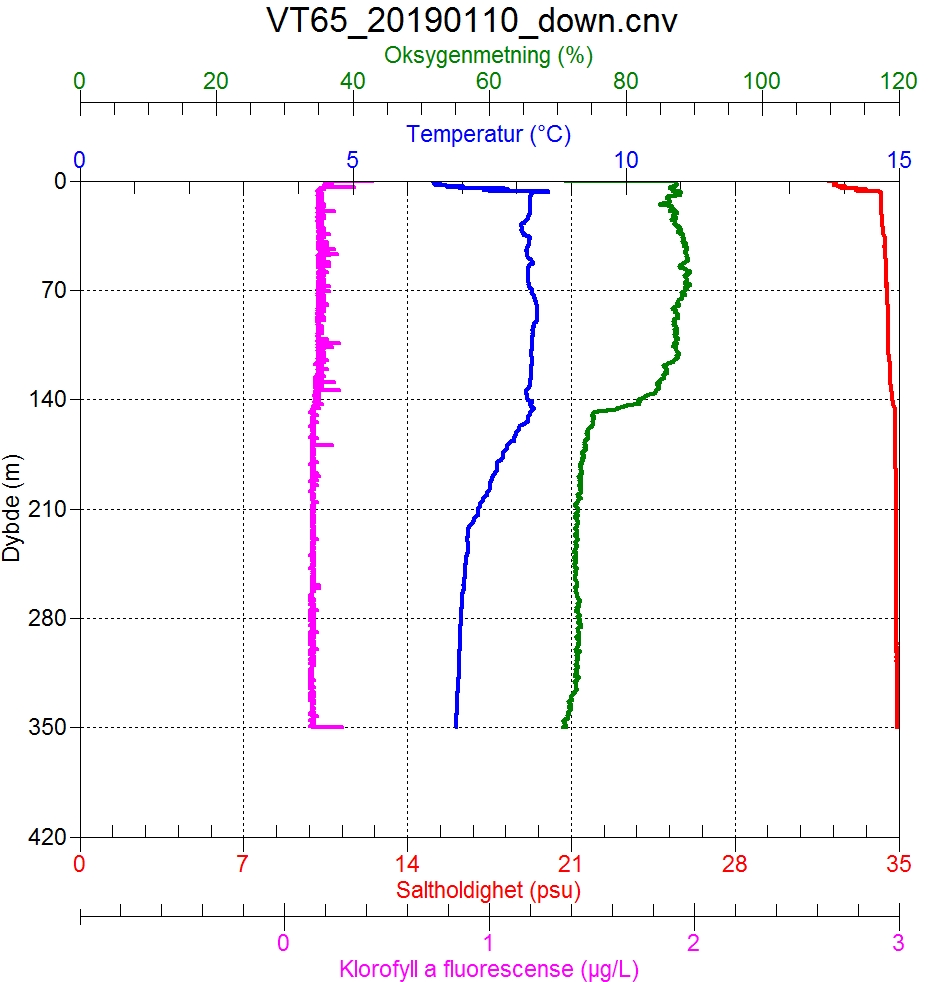 VT65_20190110_down.cnv
Oksygenmetning (%)
0 20 40 60 80 100 120
Temperatur (°C)
0 5 10 15
0
70
140
210
280
350
420
Dybde (m)
0 7 14 21 28 35
Saltholdighet (psu)
0 1 2 3
Klorofyll a fluorescense (µg/L)